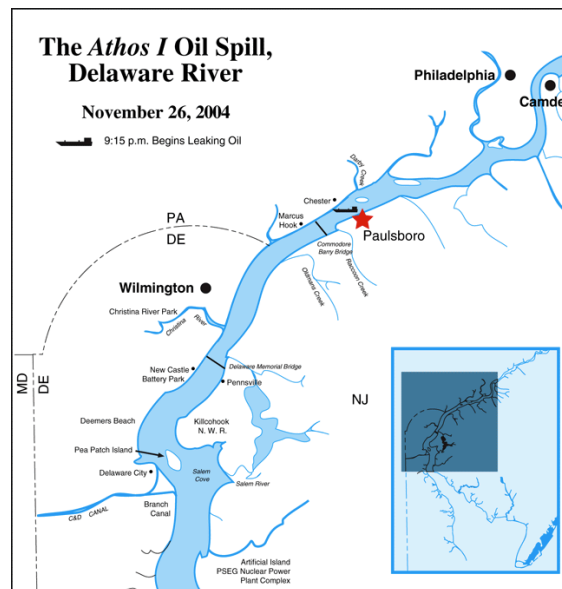 The Athos I Oil Spill,
Delaware River
November 26, 2004
9:15 p.m. Begins Leaking Oil
Philadelphia
Camde
Darby Creek
Chester
Marcus
Hook
Paulsboro
Commodore
Barry Bridge
Raccoon Creek
Oldmans Creek
PA
DE
Wilmington
Christina River Park
Christina River
MD
DE
New Castle
Battery Park
Delaware Memorial Bridge
Pennsville
NJ
Deemers Beach
Killcohook
N. W. R.
Pea Patch Island
Salem
Cove
Delaware City
Salem River
Branch
Canal
C&D CANAL
Artificial Island
PSEG Nuclear Power
Plant Complex